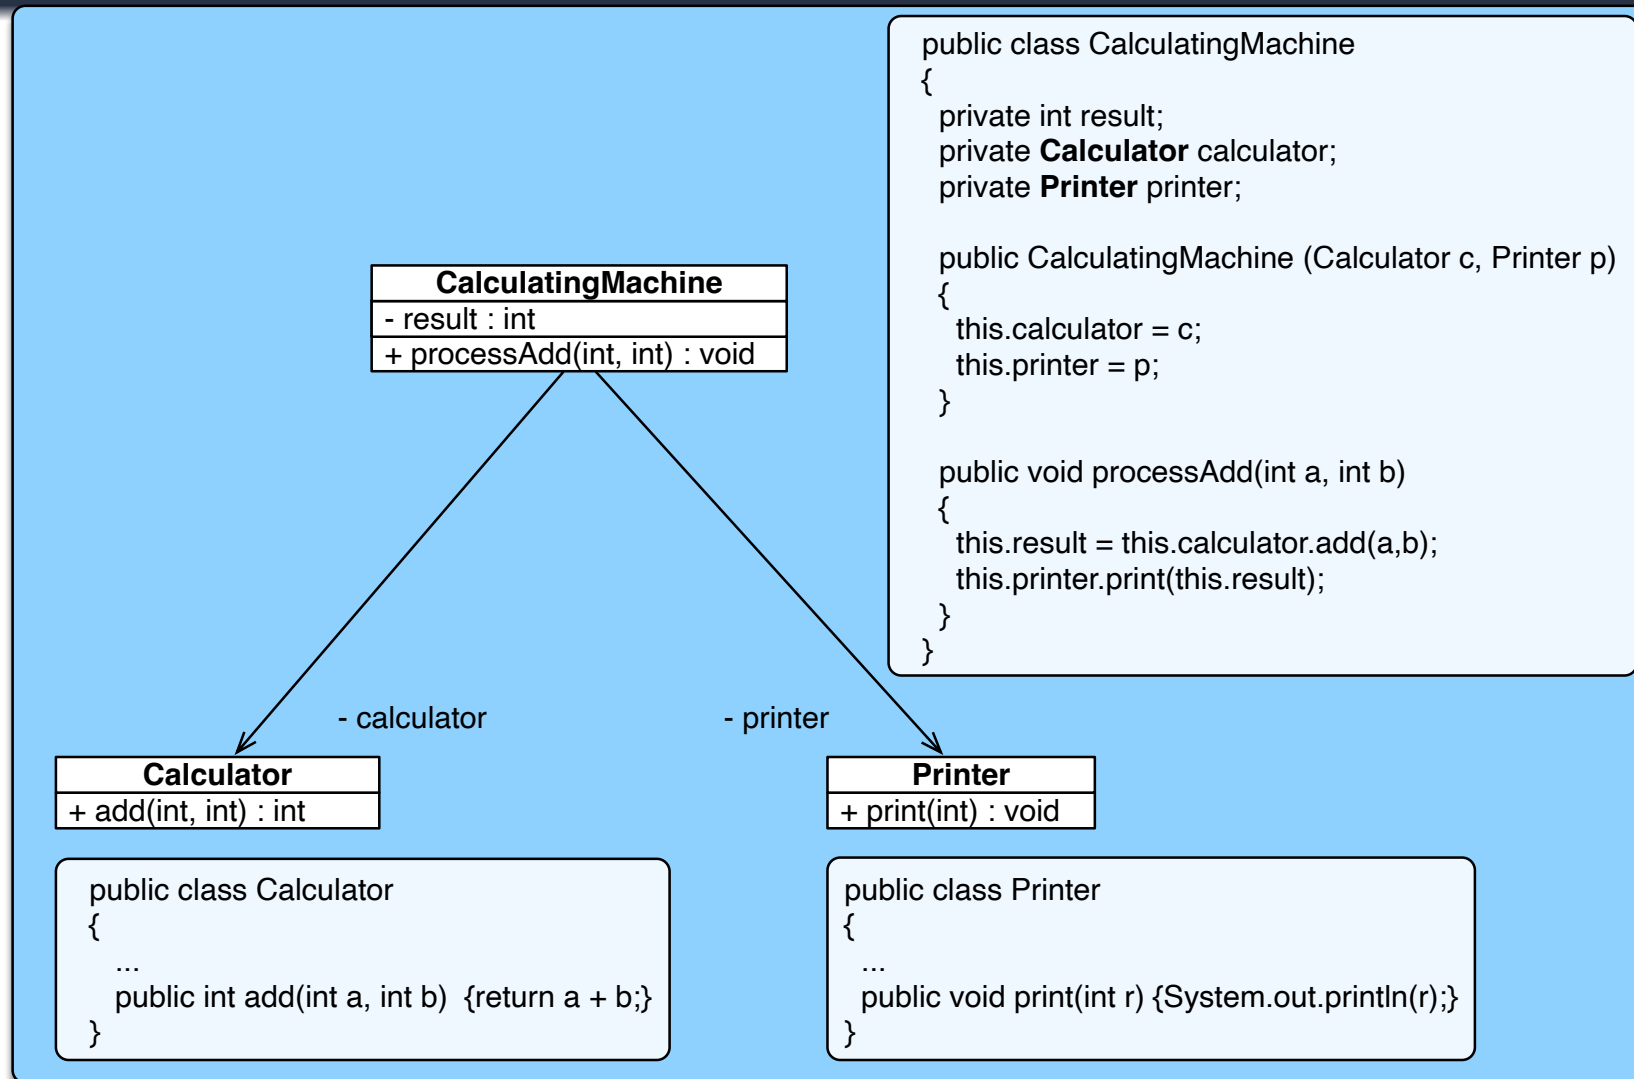 public class CalculatingMachine
{
private int result;
private Calculator calculator;
private Printer printer;
public CalculatingMachine (Calculator c, Printer p)
{
this.calculator = c;
this.printer = p;
}
public void processAdd(int a, int b)
{
this.result = this.calculator.add(a,b);
this.printer.print(this.result);
}
}
CalculatingMachine
- result : int
+ processAdd(int, int) : void
- calculator
- printer
Calculator
+ add(int, int) : int
Printer
+ print(int) : void
public class Calculator
{
...
public int add(int a, int b) {return a + b;}
}
public class Printer
{
...
public void print(int r) {System.out.println(r);}
}